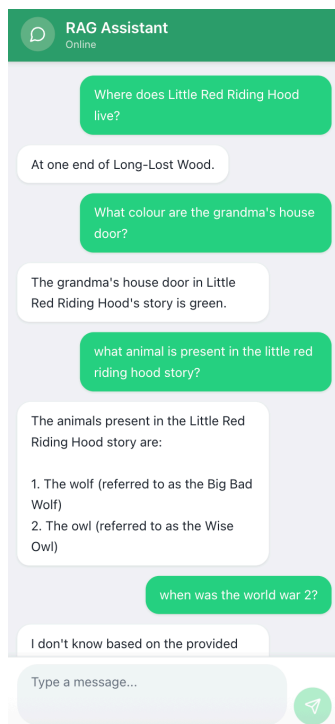 RAG Assistant
Online
Where does Little Red Riding Hood
live?
At one end of Long-Lost Wood.
What colour are the grandma's house
door?
The grandma's house door in Little
Red Riding Hood's story is green.
what animal is present in the little red
riding hood story?
The animals present in the Little Red
Riding Hood story are:
1. The wolf (referred to as the Big Bad
Wolf)
2. The owl (referred to as the Wise
Owl)
when was the world war 2?
I don't know based on the provided
Type a message...